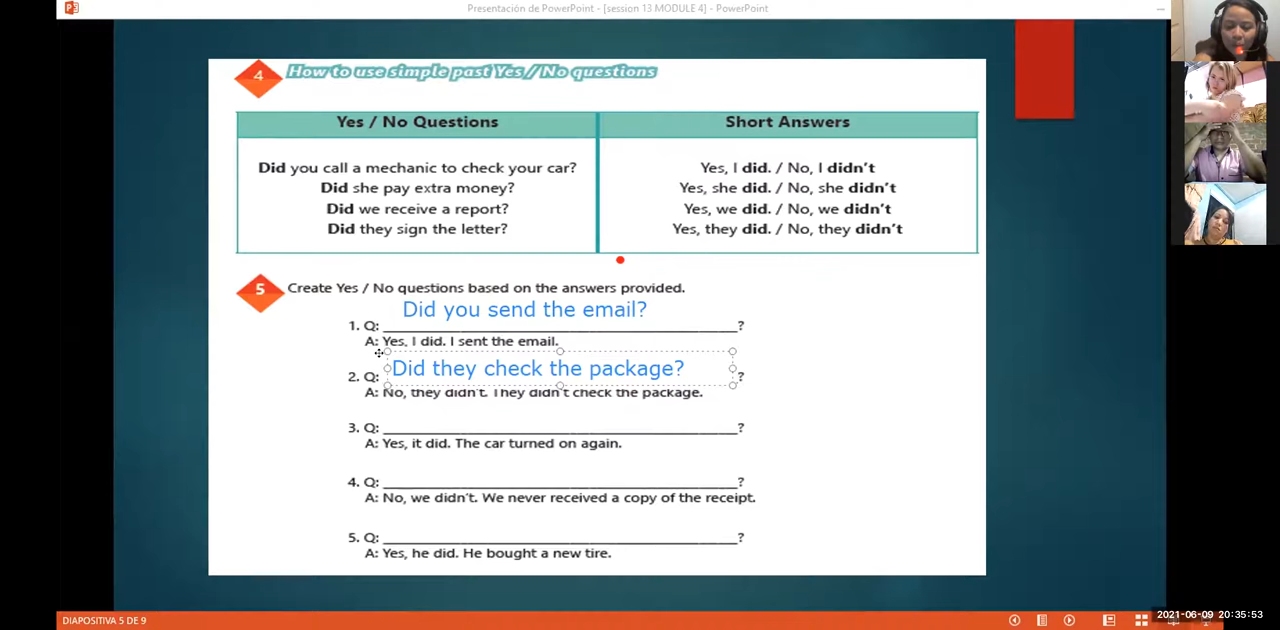 Presentación de PowerPoint - [session 13 MODULE 4] - PowerPoint
4 How to use simple past Yes / No questions
Yes / No Questions Short Answers
Did you call a mechanic to check your car? Yes, I did. / No, I didn't
Did she pay extra money? Yes, she did. / No, she didn't
Did we receive a report? Yes, we did. / No, we didn't
Did they sign the letter? Yes, they did. / No, they didn't
5 Create Yes / No questions based on the answers provided.
Did you send the email?
1. Q: ________________________________________?
A: Yes, I did. I sent the email.
Did they check the package?
2. Q: ?
A: No, they didn't. They didn't check the package.
3. Q: ________________________________________?
A: Yes, it did. The car turned on again.
4. Q: ________________________________________?
A: No, we didn't. We never received a copy of the receipt.
5. Q: ________________________________________?
A: Yes, he did. He bought a new tire.
DIAPOSITIVA 5 DE 9
2021-06-09 20:35:53